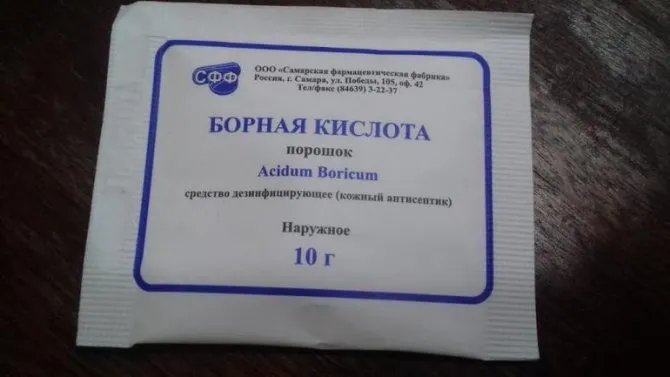 СФФ
ООО «Самарская фармацевтическая фабрика»
Россия, г. Самара, ул. Победы, 105, оф. 42
Тел/факс (84639) 3-22-37
БОРНАЯ КИСЛОТА
порошок
Acidum Boricum
средство дезинфицирующее (кожный антисептик)
Наружное
10 г